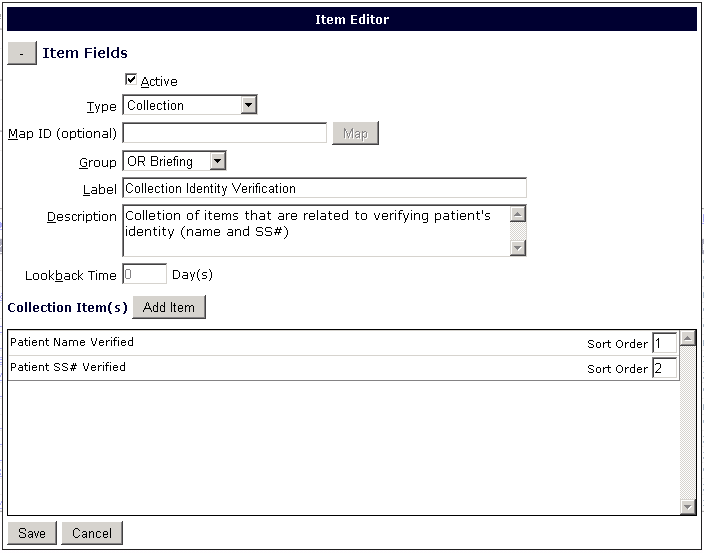 Item Editor
- Item Fields
Active
Type Collection
Map ID (optional) Map
Group OR Briefing
Label Collection Identity Verification
Description Colletion of items that are related to verifying patient's
identity (name and SS#)
Lookback Time 0 Day(s)
Collection Item(s) Add Item
Patient Name Verified Sort Order 1
Patient SS# Verified Sort Order 2
Save Cancel